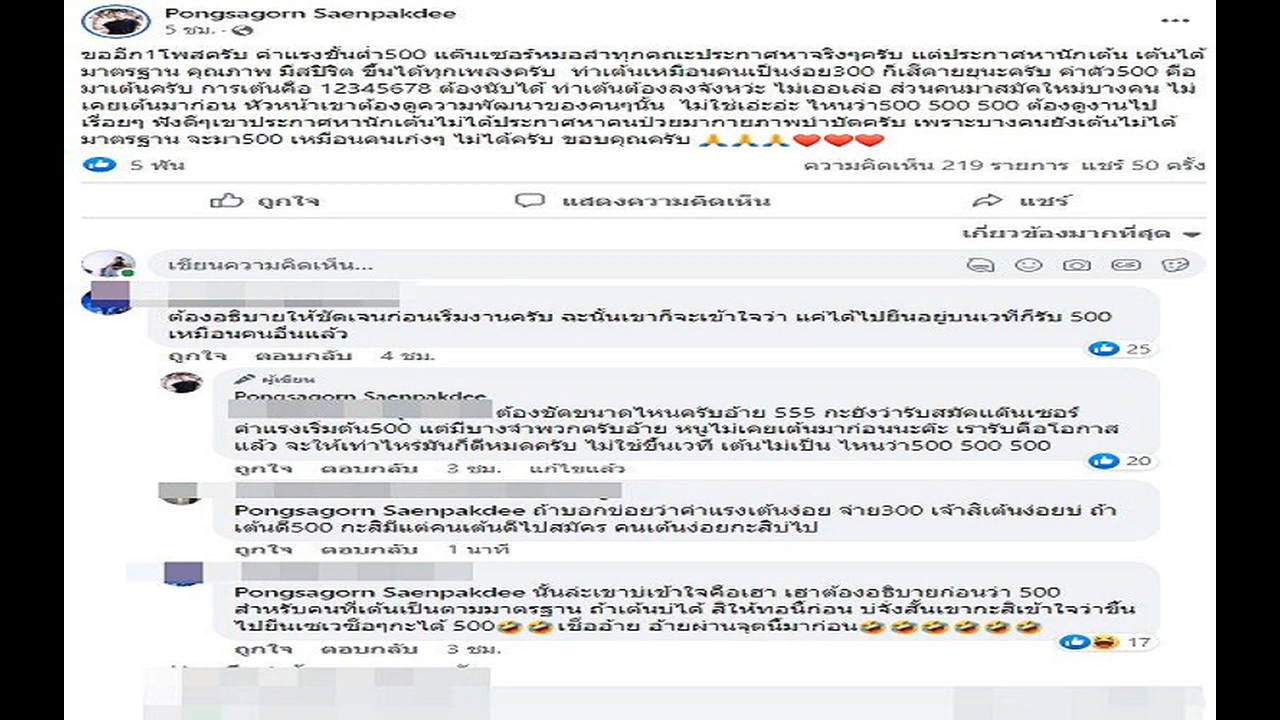 Pongsagorn Saenpakdee
5 ชม. ·
ขออีก1โพสครับ ค่าแรงขั้นต่ำ500 แด๊นเซอร์หมอลำทุกคณะประกาศหาจริงๆครับ แต่ประกาศหานักเต้น เต้นได้
มาตรฐาน คุณภาพ มีสปิริต ขึ้นได้ทุกเพลงครับ ท่าเต้นเหมือนคนเป็นง่อย300 ก็เสียดายยุนะครับ ค่าตัว500 คือ
มาเต้นครับ การเต้นคือ 12345678 ต้องนับได้ ท่าเต้นต้องลงจังหว่ะ ไม่เออเล่อ ส่วนคนมาสมัคใหม่บางคน ไม่
เคยเต้นมาก่อน หัวหน้าเขาต้องดูความพัฒนาของคนๆนั้น ไม่ใช่เอ่ะอ่ะ ไหนว่า500 500 500 ต้องดูงานไป
เรื่อยๆ ฟังดีๆเขาประกาศหานักเต้นไม่ได้ประกาศหาคนป่วยมากายภาพบำบัดครับ เพราะบางคนยังเต้นไม่ได้
มาตรฐาน จะมา500 เหมือนคนเก่งๆ ไม่ได้ครับ ขอบคุณครับ 🙏🙏🙏❤️❤️❤️
5 พัน
ความคิดเห็น 219 รายการ แชร์ 50 ครั้ง
ถูกใจ แสดงความคิดเห็น แชร์
เกี่ยวข้องมากที่สุด
เขียนความคิดเห็น...
ต้องอธิบายให้ชัดเจนก่อนเริ่มงานครับ ฉะนั้นเขาก็จะเข้าใจว่า แค่ได้ไปยืนอยู่บนเวทีก็รับ 500
เหมือนคนอื่นแล้ว
ถูกใจ ตอบกลับ 4 ชม. 25
ผู้เขียน
Pongsagorn Saenpakdee
ต้องชัดขนาดไหนครับอ้าย 555 กะยังว่ารับสมัคแด๊นเซอร์
ค่าแรงเริ่มต้น500 แต่มีบางจำพวกครับอ้าย หนูไม่เคยเต้นมาก่อนนะค๊ะ เรารับคือโอกาส
แล้ว จะให้เท่าไหร่มันก็ดีหมดครับ ไม่ใช่ขึ้นเวที เต้นไม่เป็น ไหนว่า500 500 500
ถูกใจ ตอบกลับ 3 ชม. แก้ไขแล้ว 20
Pongsagorn Saenpakdee ถ้าบอกข่อยว่าค่าแรงเต้นง่อย จ่าย300 เจ้าสิเต้นง่อยบ่ ถ้า
เต้นดี500 กะสิมีแต่คนเต้นดีไปสมัคร คนเต้นง่อยกะสิบ่ไป
ถูกใจ ตอบกลับ 1 นาที
Pongsagorn Saenpakdee นั้นล่ะเขาบ่เข้าใจคือเฮา เฮาต้องอธิบายก่อนว่า 500
สำหรับคนที่เต้นเป็นตามมาตรฐาน ถ้าเต้นบ่ได้ สิให้ทอนี้ก่อน บ่จั่งสั้นเขากะสิเข้าใจว่าขึ้น
ไปยืนเซเวซือๆกะได้ 500🤣🤣เชื่ออ้าย อ้ายผ่านจุดนี้มาก่อน🤣🤣🤣🤣🤣🤣
ถูกใจ ตอบกลับ 3 ชม. 17